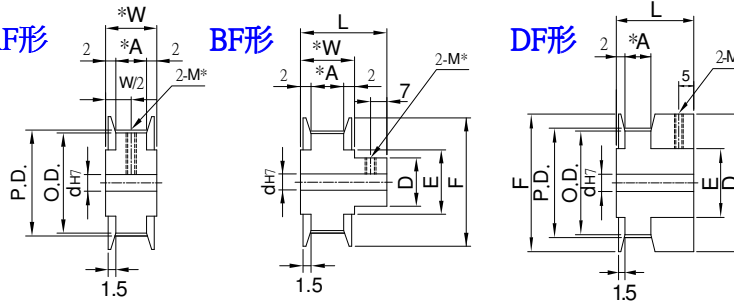 F形
*W
2
*A
2
W/2
2-M*
P.D.
O.D.
dH7
1.5
BF形
L
*W
2
*A
2
2-M*
7
dH7
D
E
F
1.5
DF形
L
2
*A
2-M
5
F
P.D.
O.D.
dH7
E
D
1.5